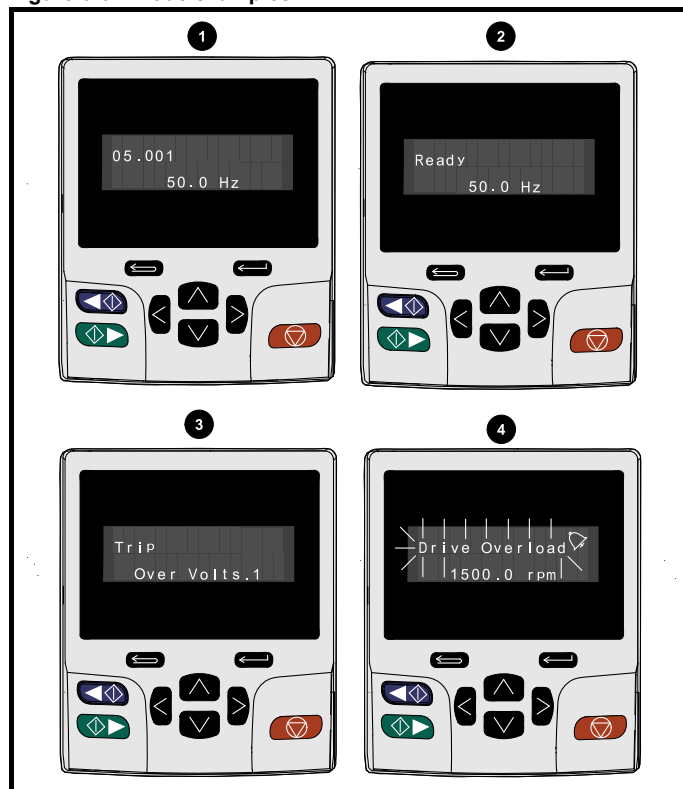 1
2
05.001
50.0 Hz
Ready
50.0 Hz
3
4
Trip
Over Volts.1
Drive Overload
1500.0 rpm